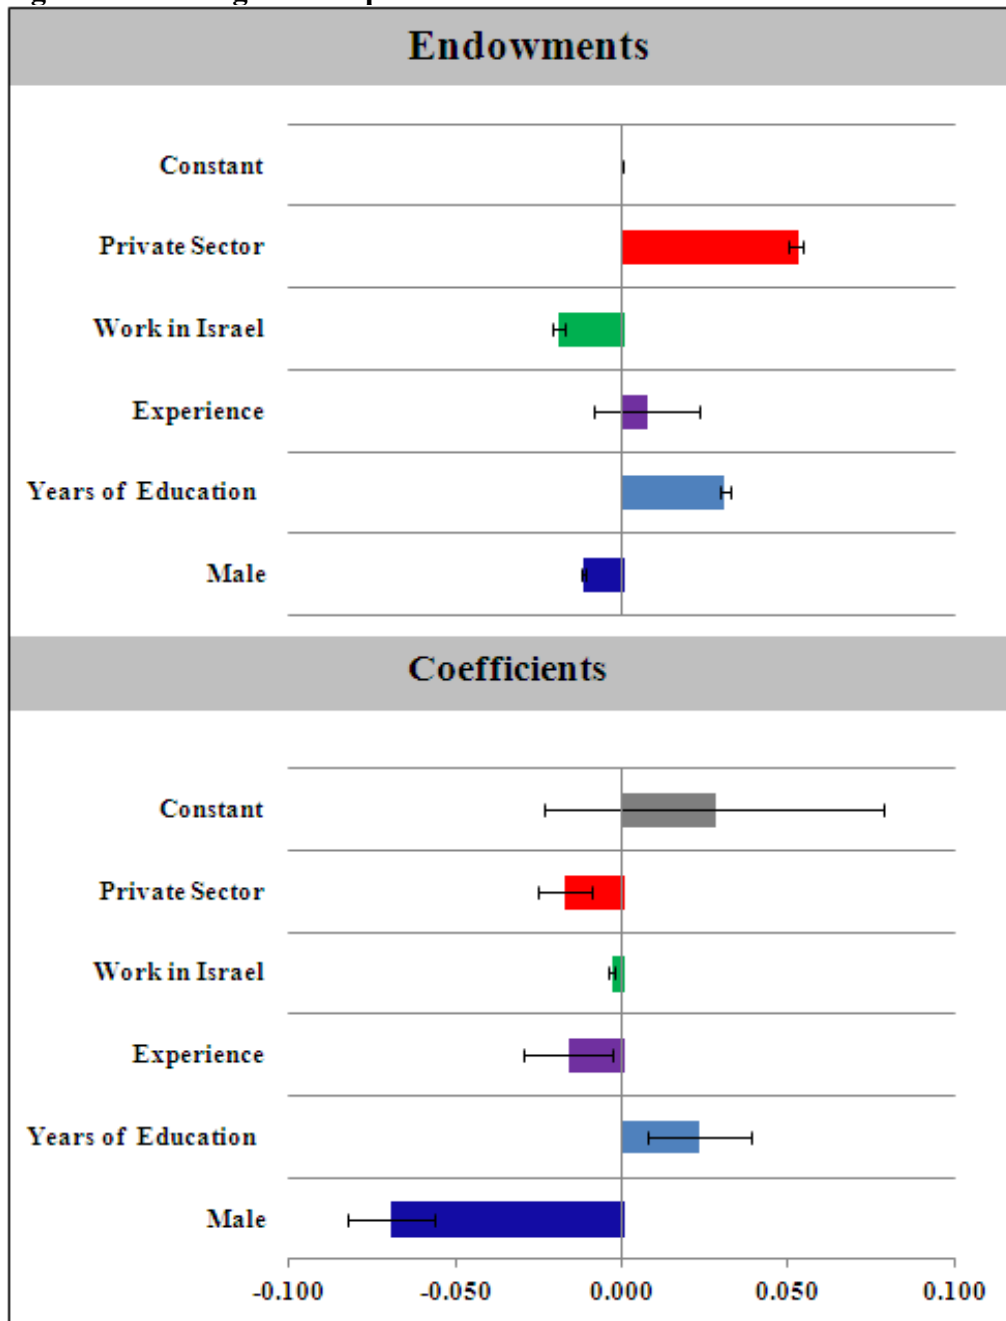 Endowments
Constant
Private Sector
Work in Israel
Experience
Years of Education
Male
Coefficients
Constant
Private Sector
Work in Israel
Experience
Years of Education
Male
-0.100 -0.050 0.000 0.050 0.100